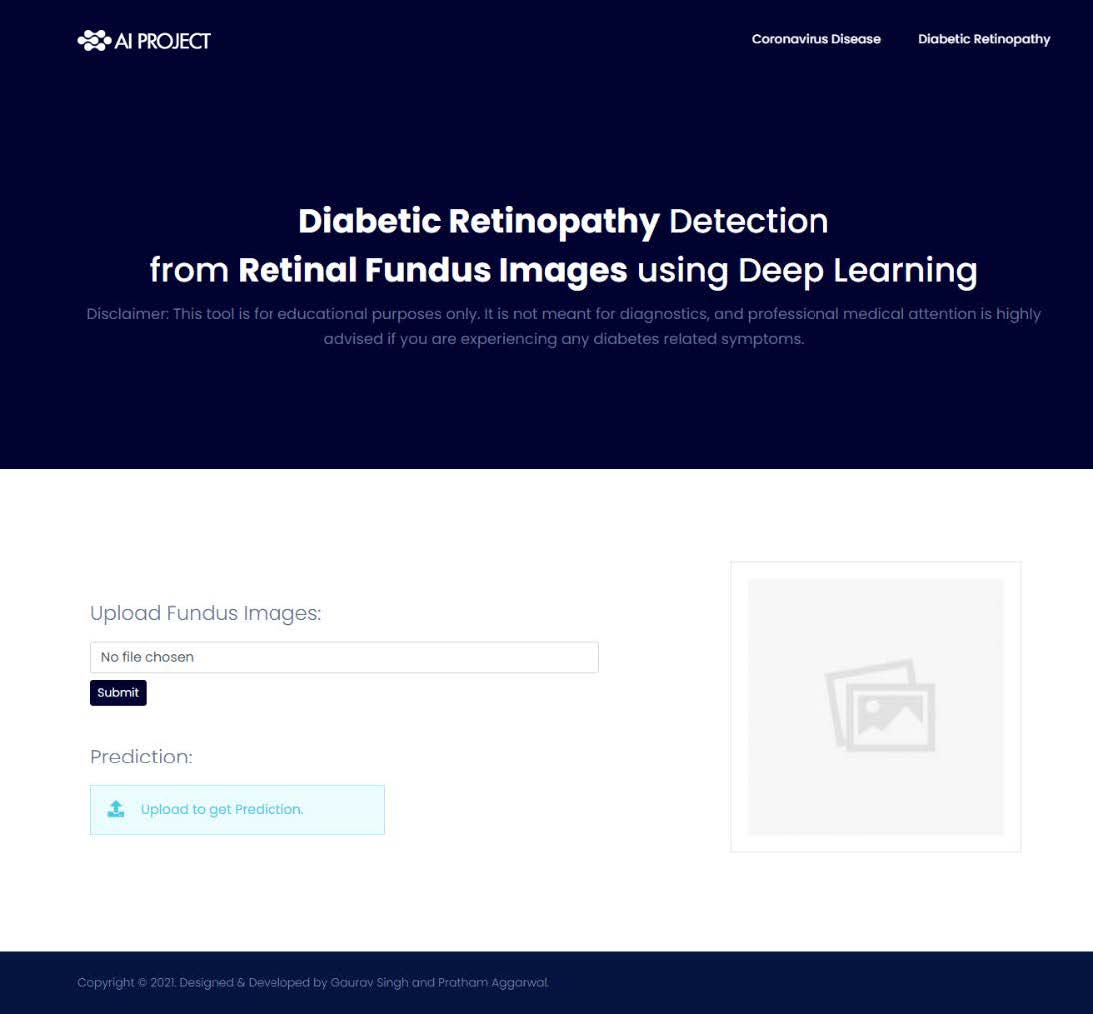 AI PROJECT
Coronavirus Disease
Diabetic Retinopathy
Diabetic Retinopathy Detection
from Retinal Fundus Images using Deep Learning
Disclaimer: This tool is for educational purposes only. It is not meant for diagnostics, and professional medical attention is highly
advised if you are experiencing any diabetes related symptoms.
Upload Fundus Images:
No file chosen
Submit
Prediction:
Upload to get Prediction.
Copyright © 2021. Designed & Developed by Gaurav Singh and Pratham Aggarwal.